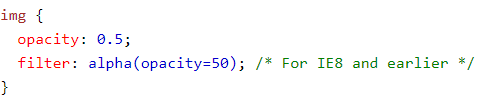 img {
  opacity: 0.5;
  filter: alpha(opacity=50); /* For IE8 and earlier */
}